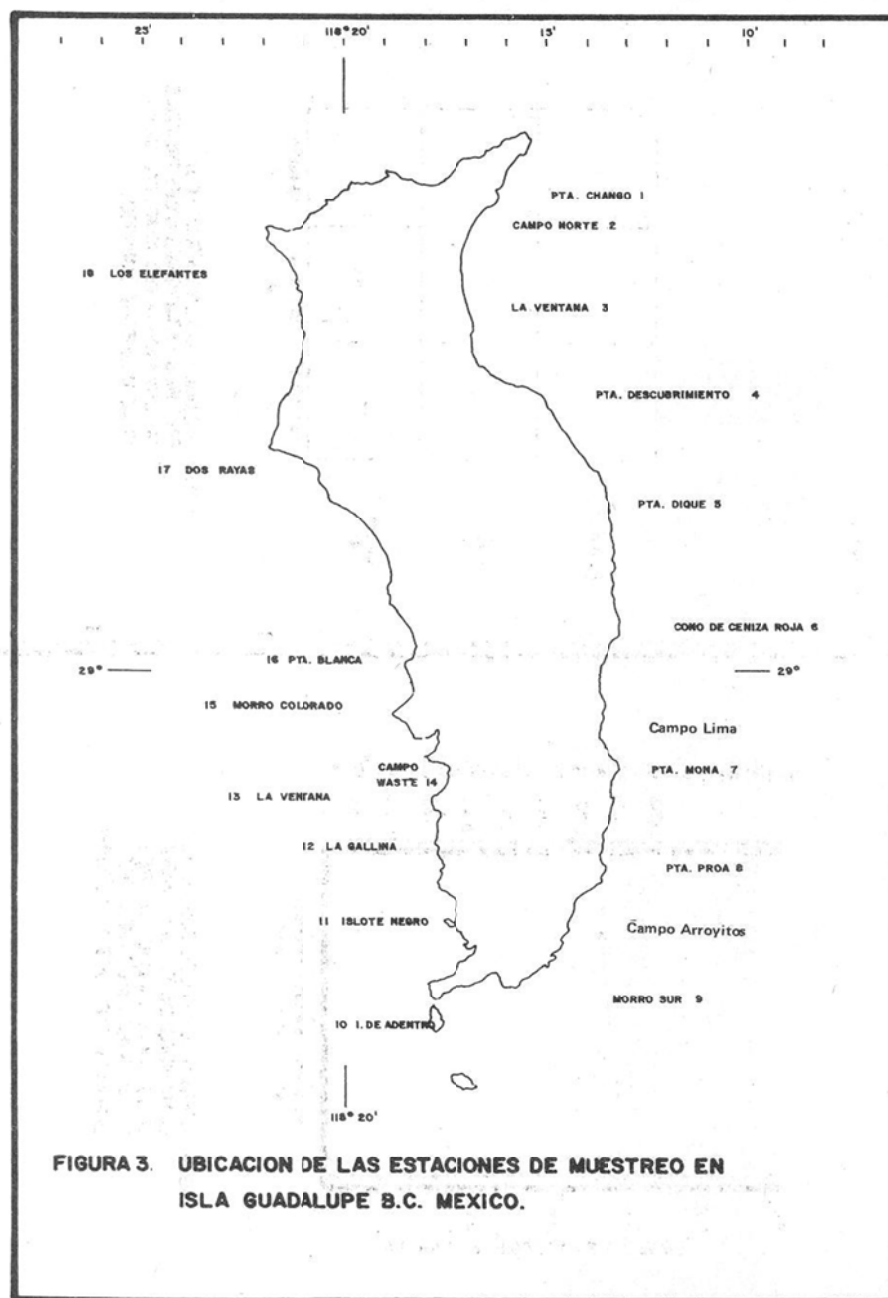 23' 118° 20' 15' 10'
PTA. CHANGO 1
CAMPO NORTE 2
18 LOS ELEFANTES
LA VENTANA 3
PTA. DESCUBRIMIENTO 4
17 DOS RAYAS
PTA. DIQUE 5
CONO DE CENIZA ROJA 6
16 PTA. BLANCA
29° 29°
15 MORRO COLORADO
Campo Lima
CAMPO
WASTE 14
PTA. MONA. 7
13 LA VENTANA
12 LA GALLINA
PTA. PROA 8
11 ISLOTE NEGRO
Campo Arroyitos
MORRO SUR 9
10 I. DE ADENTRO
118° 20'
FIGURA 3. UBICACION DE LAS ESTACIONES DE MUESTREO EN
ISLA GUADALUPE B.C. MEXICO.